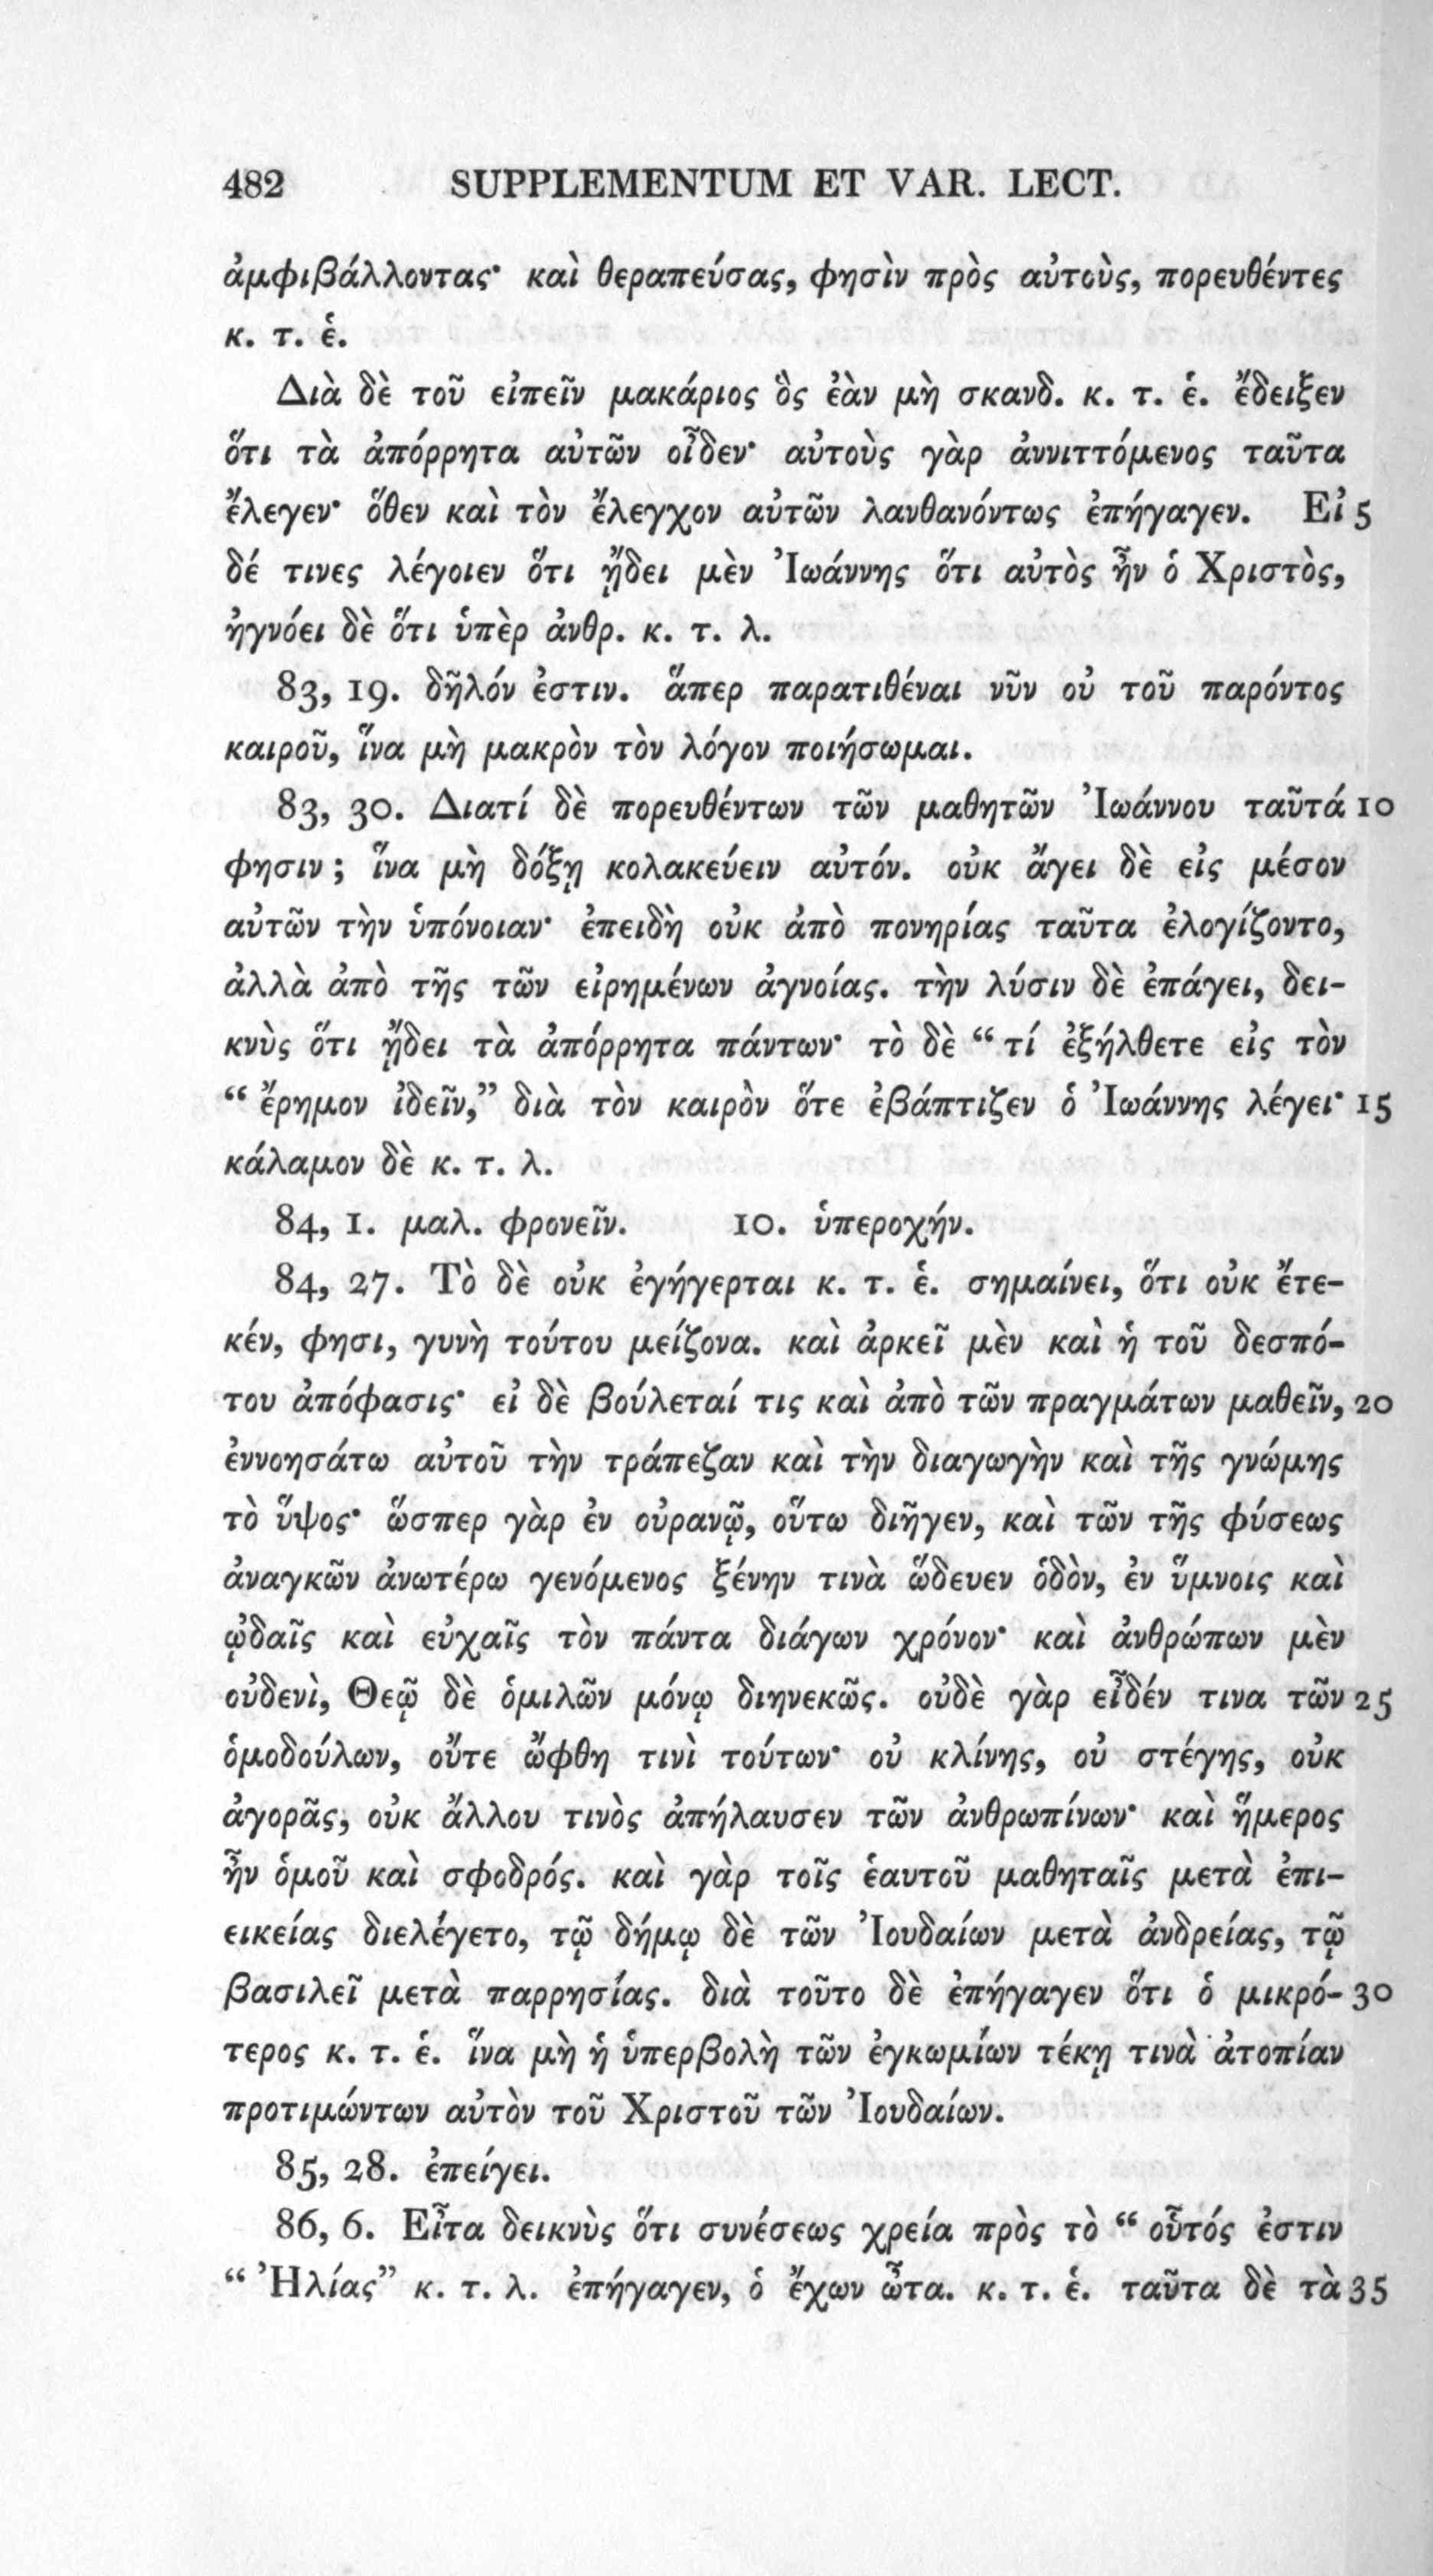 482 SUPPLEMENTUM ET VAR. LECT.
ἀμφιβάλλοντας· καὶ θεραπεύσας, φησὶν πρὸς αὐτοὺς, πορευθέντες
κ. τ. ἑ.
Διὰ δὲ τοῦ εἰπεῖν μακάριος ὃς ἐὰν μὴ σκανδ. κ. τ. ἑ. ἔδειξεν
ὅτι τὰ ἀπόρρητα αὐτῶν οἶδεν· αὐτοὺς γὰρ ἀννιττόμενος ταῦτα
ἔλεγεν· ὅθεν καὶ τὸν ἔλεγχον αὐτῶν λανθανόντως ἐπήγαγεν. Εἰ 5
δέ τινες λέγοιεν ὅτι ᾔδει μὲν Ἰωάννης ὅτι αὐτὸς ἦν ὁ Χριστὸς,
ἠγνόει δὲ ὅτι ὑπὲρ ἀνθρ. κ. τ. λ.
83, 19. δῆλόν ἐστιν. ἅπερ παρατιθέναι νῦν οὐ τοῦ παρόντος
καιροῦ, ἵνα μὴ μακρὸν τὸν λόγον ποιήσωμαι.
83, 30. Διατί δὲ πορευθέντων τῶν μαθητῶν Ἰωάννου ταῦτά 10
φησιν; ἵνα μὴ δόξῃ κολακεύειν αὐτόν. οὐκ ἄγει δὲ εἰς μέσον
αὐτῶν τὴν ὑπόνοιαν· ἐπειδὴ οὐκ ἀπὸ πονηρίας ταῦτα ἐλογίζοντο,
ἀλλὰ ἀπὸ τῆς τῶν εἰρημένων ἀγνοίας. τὴν λύσιν δὲ ἐπάγει, δει-
κνὺς ὅτι ᾔδει τὰ ἀπόρρητα πάντων· τὸ δὲ “ τί ἐξήλθετε εἰς τὸν
“ ἔρημον ἰδεῖν,” διὰ τὸν καιρὸν ὅτε ἐβάπτιζεν ὁ Ἰωάννης λέγει· 15
κάλαμον δὲ κ. τ. λ.
84, 1. μαλ. φρονεῖν. 10. ὑπεροχήν.
84, 27. Τὸ δὲ οὐκ ἐγήγερται κ. τ. ἑ. σημαίνει, ὅτι οὐκ ἔτε-
κέν, φησι, γυνὴ τούτου μείζονα. καὶ ἀρκεῖ μὲν καὶ ἡ τοῦ δεσπό-
του ἀπόφασις· εἰ δὲ βούλεταί τις καὶ ἀπὸ τῶν πραγμάτων μαθεῖν, 20
ἐννοησάτω αὐτοῦ τὴν τράπεζαν καὶ τὴν διαγωγὴν καὶ τῆς γνώμης
τὸ ὕψος· ὥσπερ γὰρ ἐν οὐρανῷ, οὕτω διῆγεν, καὶ τῶν τῆς φύσεως
ἀναγκῶν ἀνωτέρω γενόμενος ξένην τινὰ ὥδευεν ὁδὸν, ἐν ὕμνοις καὶ
ᾠδαῖς καὶ εὐχαῖς τὸν πάντα διάγων χρόνον· καὶ ἀνθρώπων μὲν
οὐδενὶ, Θεῷ δὲ ὁμιλῶν μόνῳ διηνεκῶς. οὐδὲ γὰρ εἶδέν τινα τῶν 25
ὁμοδούλων, οὔτε ὤφθη τινὶ τούτων· οὐ κλίνης, οὐ στέγης, οὐκ
ἀγορᾶς, οὐκ ἄλλου τινὸς ἀπήλαυσεν τῶν ἀνθρωπίνων· καὶ ἥμερος
ἦν ὁμοῦ καὶ σφοδρός. καὶ γὰρ τοῖς ἑαυτοῦ μαθηταῖς μετὰ ἐπι-
εικείας διελέγετο, τῷ δήμῳ δὲ τῶν Ἰουδαίων μετὰ ἀνδρείας, τῷ
βασιλεῖ μετὰ παρρησίας. διὰ τοῦτο δὲ ἐπήγαγεν ὅτι ὁ μικρό- 30
τερος κ. τ. ἑ. ἵνα μὴ ἡ ὑπερβολὴ τῶν ἐγκωμίων τέκῃ τινὰ ἀτοπίαν
προτιμώντων αὐτὸν τοῦ Χριστοῦ τῶν Ἰουδαίων.
85, 28. ἐπείγει.
86, 6. Εἶτα δεικνὺς ὅτι συνέσεως χρεία πρὸς τὸ “ οὗτός ἐστιν
“ Ἠλίας” κ. τ. λ. ἐπήγαγεν, ὁ ἔχων ὦτα. κ. τ. ἑ. ταῦτα δὲ τὰ 35